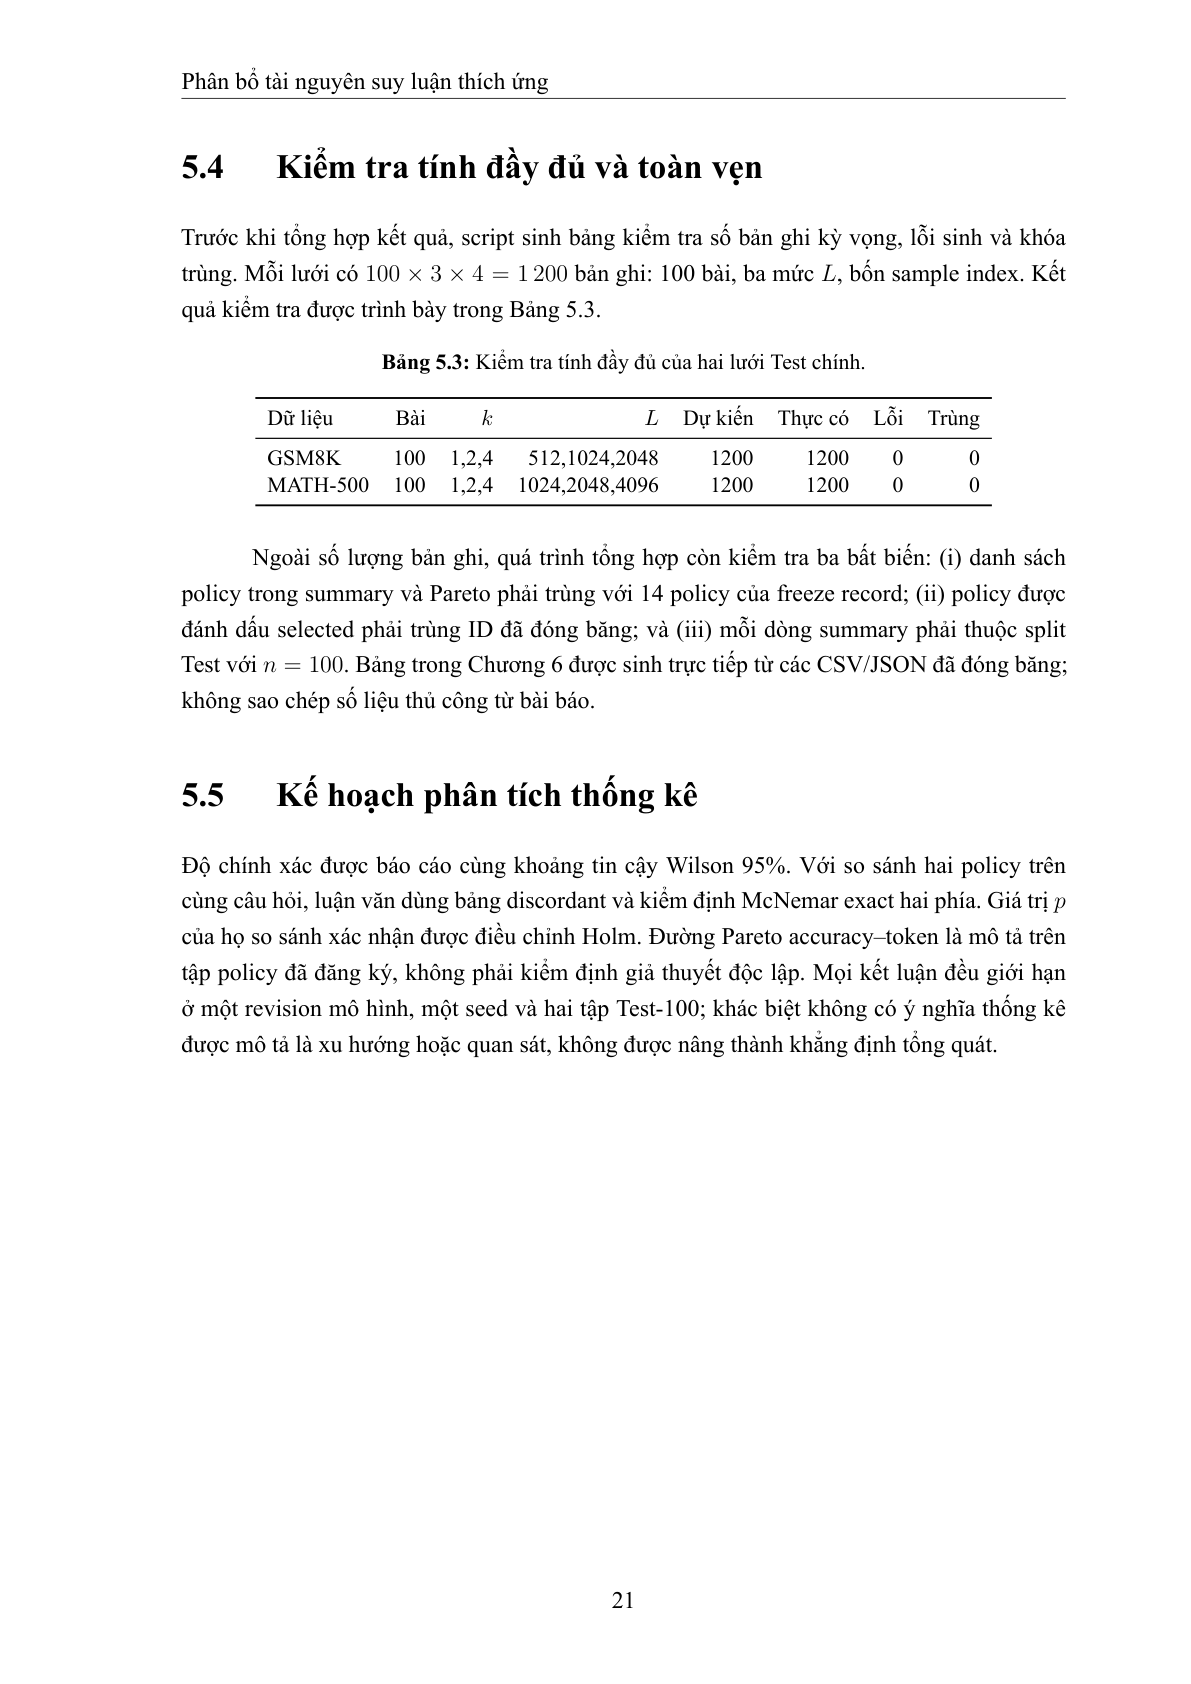 Phân bổ tài nguyên suy luận thích ứng
5.4 Kiểm tra tính đầy đủ và toàn vẹn
Trước khi tổng hợp kết quả, script sinh bảng kiểm tra số bản ghi kỳ vọng, lỗi sinh và khóa
trùng. Mỗi lưới có 100 × 3 × 4 = 1 200 bản ghi: 100 bài, ba mức L, bốn sample index. Kết
quả kiểm tra được trình bày trong Bảng 5.3.
Bảng 5.3: Kiểm tra tính đầy đủ của hai lưới Test chính.
Dữ liệu Bài k L Dự kiến Thực có Lỗi Trùng
GSM8K 100 1,2,4 512,1024,2048 1200 1200 0 0
MATH-500 100 1,2,4 1024,2048,4096 1200 1200 0 0
Ngoài số lượng bản ghi, quá trình tổng hợp còn kiểm tra ba bất biến: (i) danh sách
policy trong summary và Pareto phải trùng với 14 policy của freeze record; (ii) policy được
đánh dấu selected phải trùng ID đã đóng băng; và (iii) mỗi dòng summary phải thuộc split
Test với n = 100. Bảng trong Chương 6 được sinh trực tiếp từ các CSV/JSON đã đóng băng;
không sao chép số liệu thủ công từ bài báo.
5.5 Kế hoạch phân tích thống kê
Độ chính xác được báo cáo cùng khoảng tin cậy Wilson 95%. Với so sánh hai policy trên
cùng câu hỏi, luận văn dùng bảng discordant và kiểm định McNemar exact hai phía. Giá trị p
của họ so sánh xác nhận được điều chỉnh Holm. Đường Pareto accuracy–token là mô tả trên
tập policy đã đăng ký, không phải kiểm định giả thuyết độc lập. Mọi kết luận đều giới hạn
ở một revision mô hình, một seed và hai tập Test-100; khác biệt không có ý nghĩa thống kê
được mô tả là xu hướng hoặc quan sát, không được nâng thành khẳng định tổng quát.
21